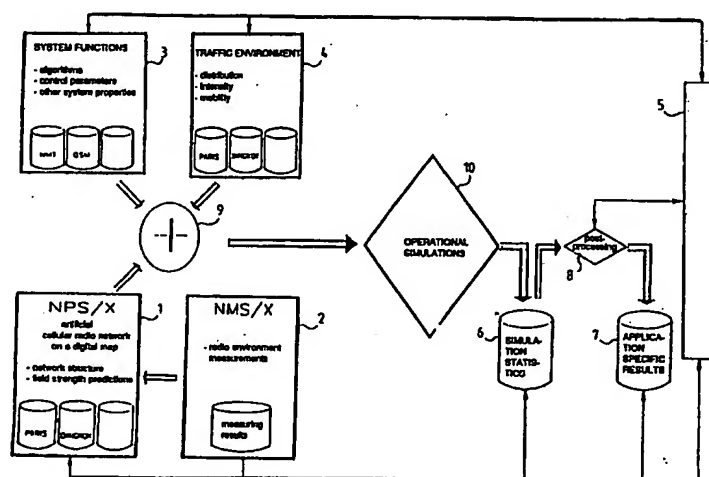 SYSTEM FUNCTIONS
- algorithms
- control parameters
- other system properties
NMT GSM
3
TRAFFIC ENVIRONMENT
- distribution
- intensity
- mobility
PARIS BANGKOK
4
5
9
10
OPERATIONAL
SIMULATIONS
post-
processing
8
NPS/X
artificial
cellular radio network
on a digital map
- network structure
- field strength predictions
PARIS BANGKOK
1
NMS/X
- radio environment
measurements
measuring
results
2
6
SIMULA-
TION
STATIS-
TICS
7
APPLICA-
TION
SPECIFIC
RESULTS